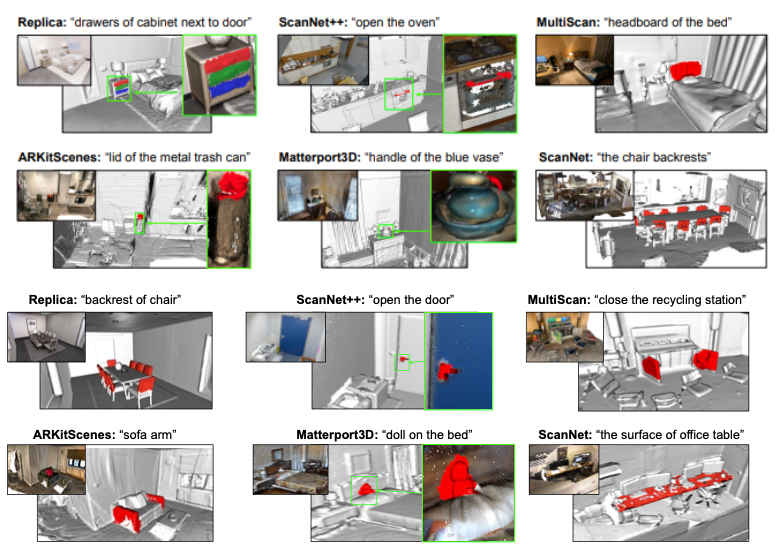 Replica: “drawers of cabinet next to door”
ScanNet++: “open the oven”
MultiScan: “headboard of the bed”
ARKitScenes: “lid of the metal trash can”
Matterport3D: “handle of the blue vase”
ScanNet: “the chair backrests”
Replica: “backrest of chair”
ScanNet++: “open the door”
MultiScan: “close the recycling station”
ARKitScenes: “sofa arm”
Matterport3D: “doll on the bed”
ScanNet: “the surface of office table”